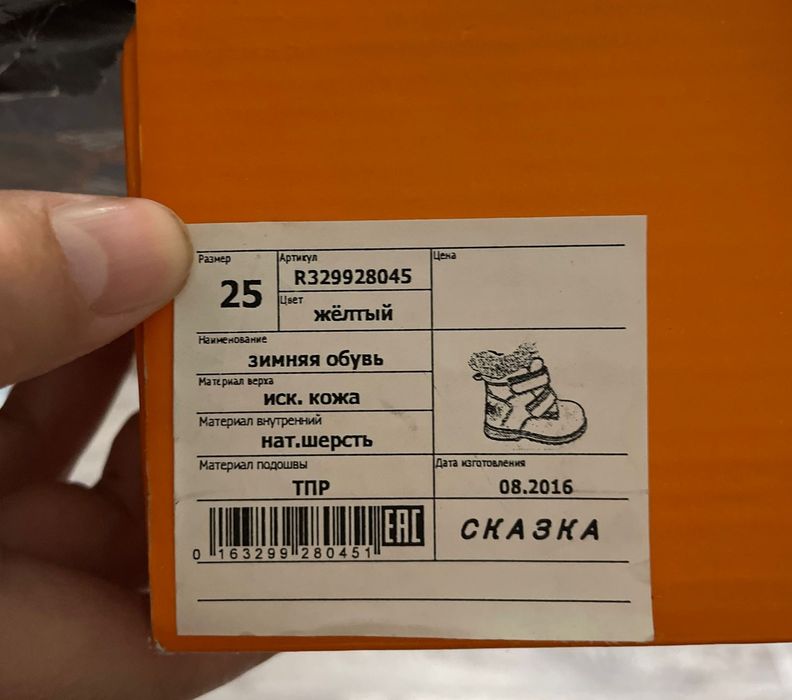 Размер
25
Артикул
R329928045
Цвет
жёлтый
Цена
Наименование
зимняя обувь
Материал верха
иск. кожа
Материал внутренний
нат.шерсть
Материал подошвы
ТПР
Дата изготовления
08.2016
0 163299 280451
EAC
СКАЗКА